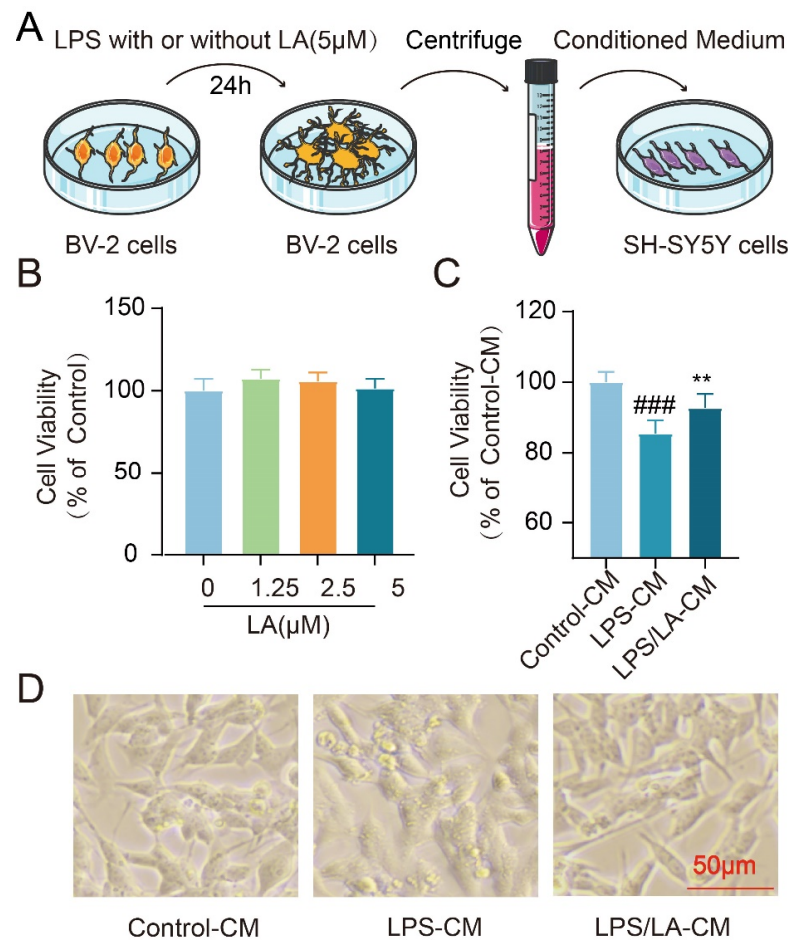 A
LPS with or without LA(5μM)
Centrifuge
Conditioned Medium
24h
BV-2 cells
BV-2 cells
SH-SY5Y cells
B
Cell Viability
(% of Control)
150
100
50
0
0 1.25 2.5 5
LA(μM)
C
Cell Viability
(% of Control-CM)
120
100
80
60
###
**
Control-CM
LPS-CM
LPS/LA-CM
D
50μm
Control-CM
LPS-CM
LPS/LA-CM